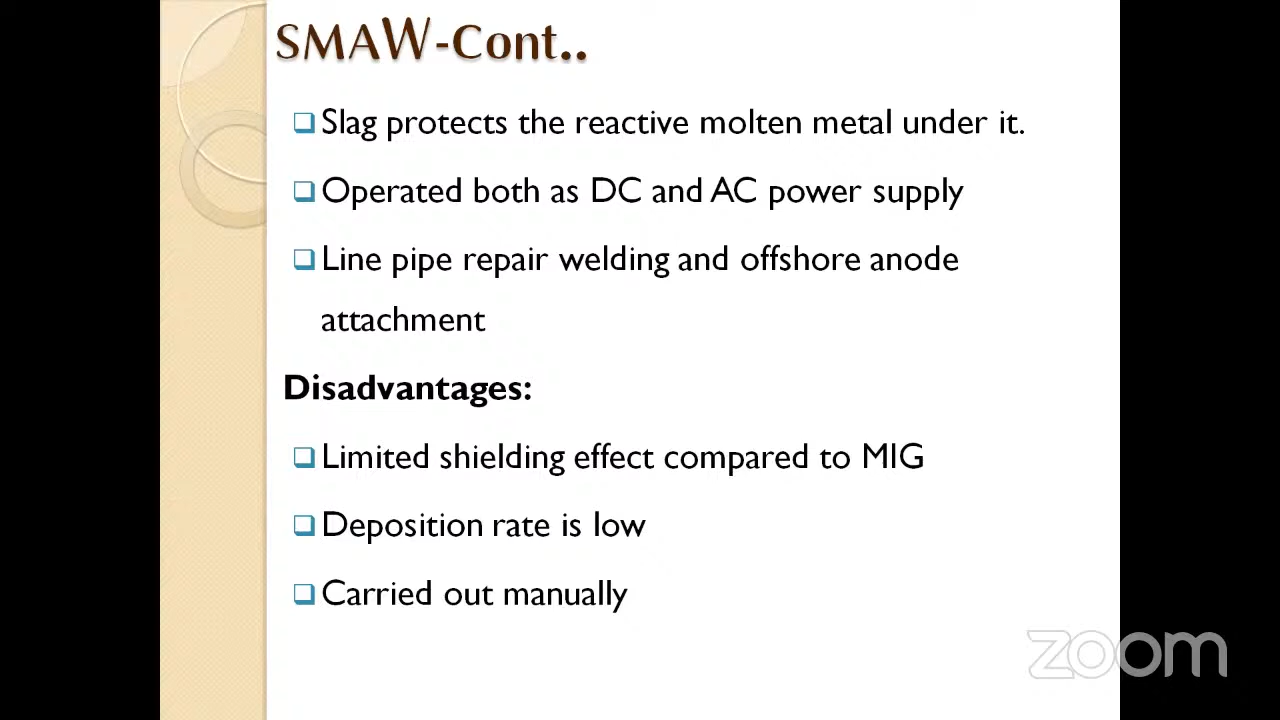 SMAW-Cont..
Slag protects the reactive molten metal under it.
Operated both as DC and AC power supply
Line pipe repair welding and offshore anode
attachment
Disadvantages:
Limited shielding effect compared to MIG
Deposition rate is low
Carried out manually
zoom